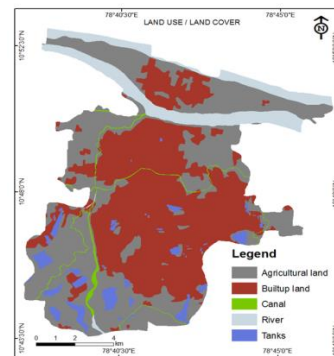 78°40'30"E
78°45'0"E
LAND USE / LAND COVER
N
10°52'30"N
10°48'0"N
Legend
Agricultural land
Builtup land
Canal
River
Tanks
0 1 2 4
km
10°43'30"N
78°40'30"E
78°45'0"E